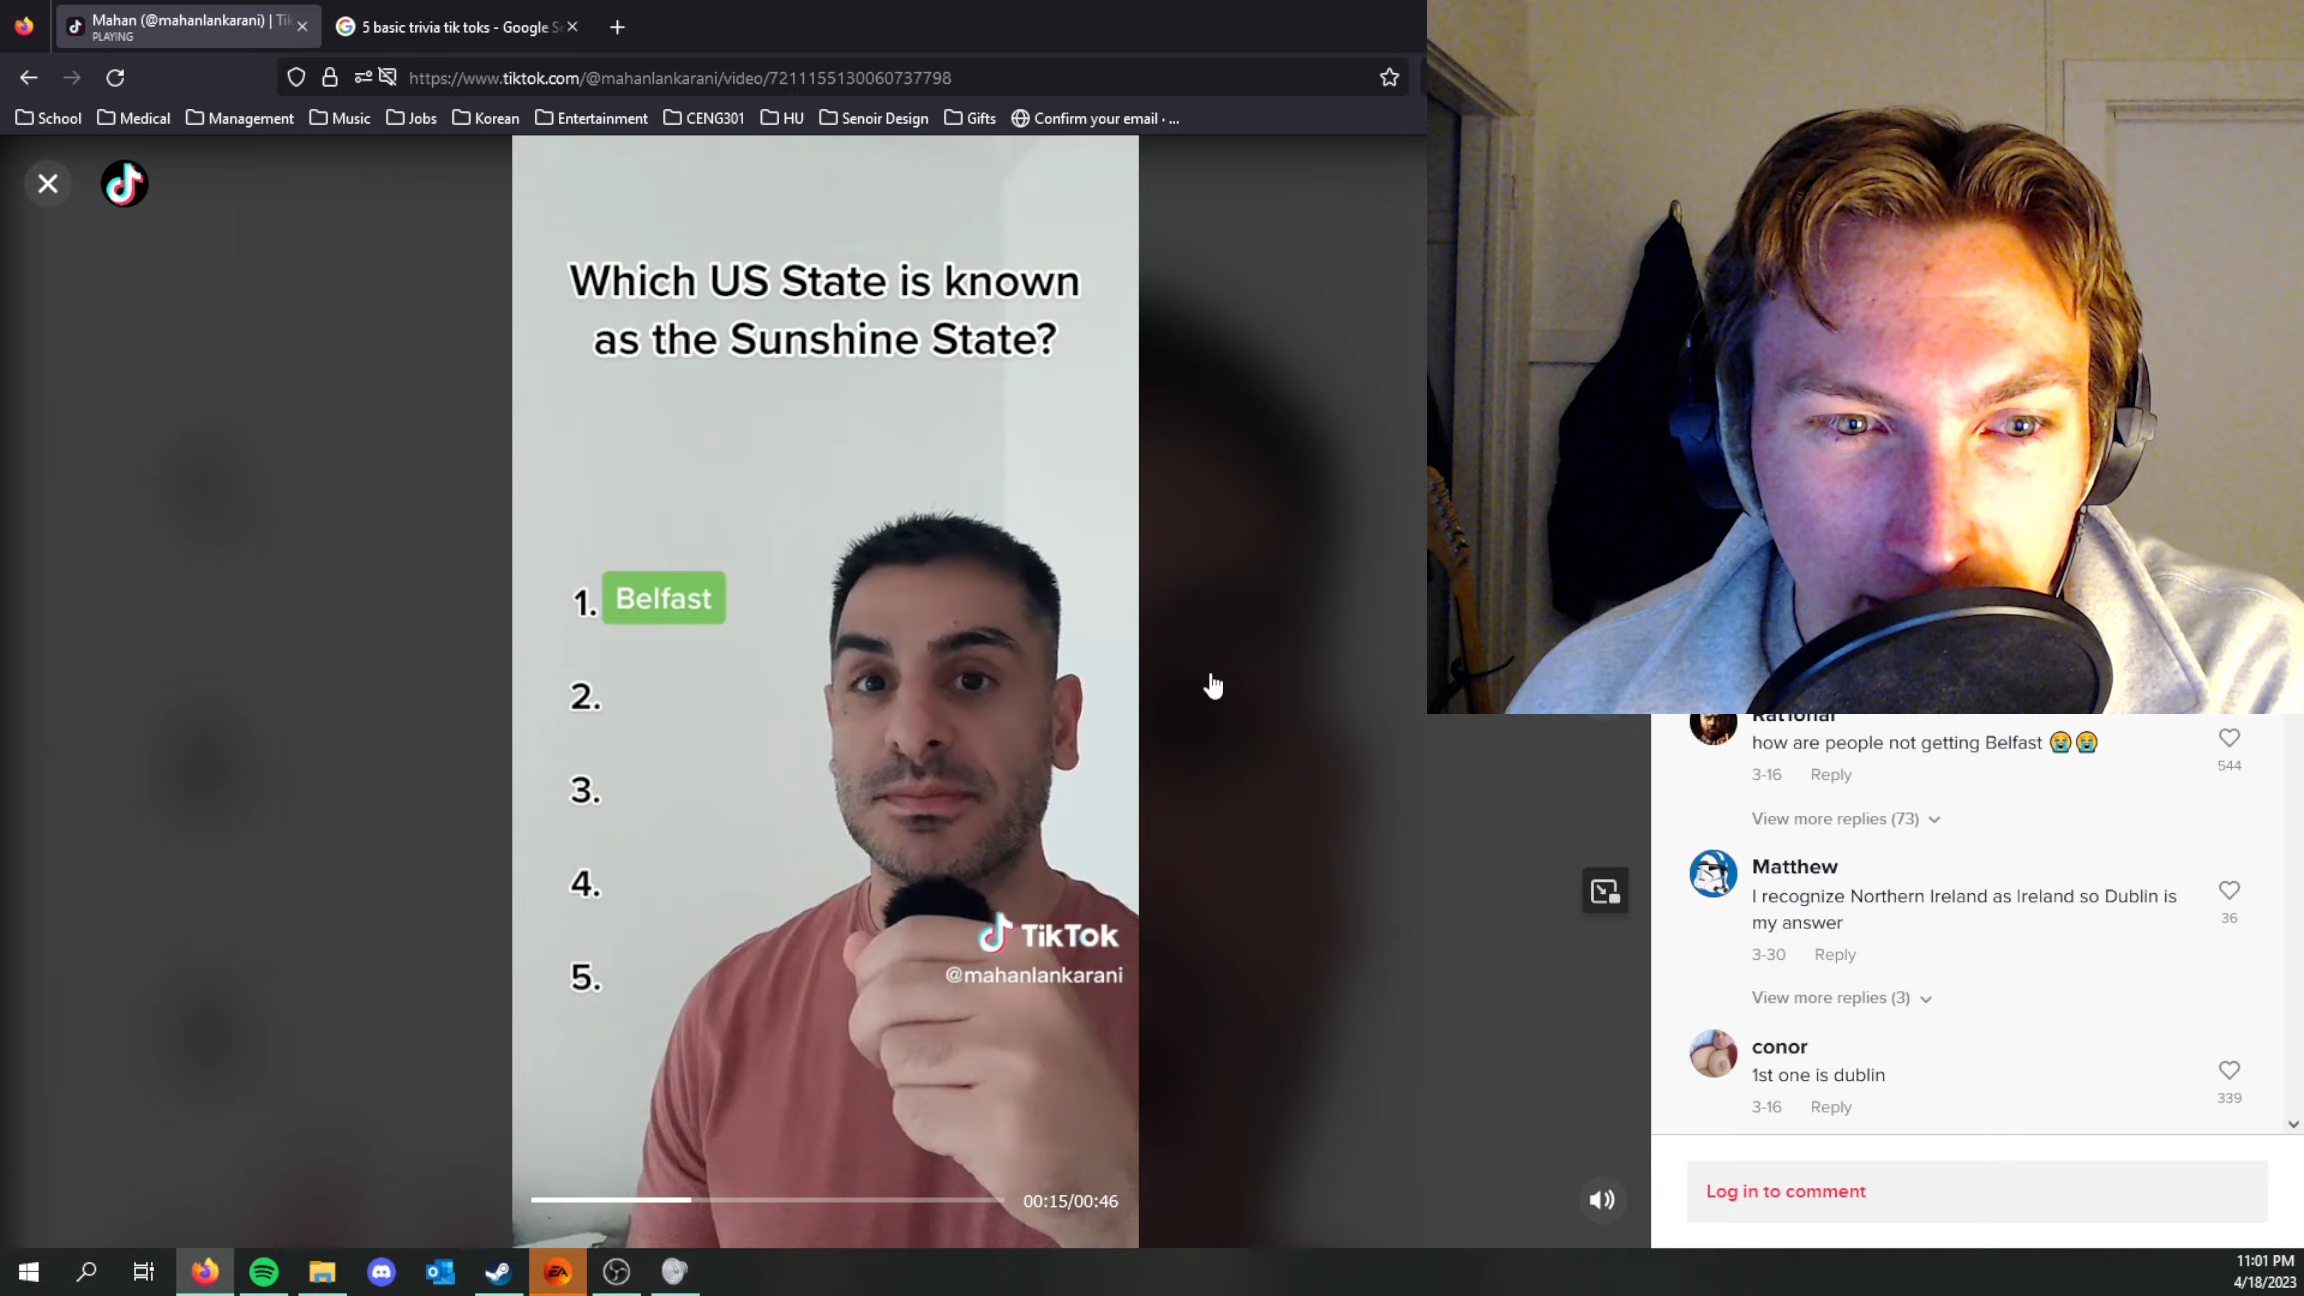 Mahan (@mahanlankarani) | Tik
PLAYING
5 basic trivia tik toks - Google Se
https://www.tiktok.com/@mahanlankarani/video/7211155130060737798
School Medical Management Music Jobs Korean Entertainment CENG301 HU Senoir Design Gifts Confirm your email · ...
Which US State is known
as the Sunshine State?
1. Belfast
2.
3.
4.
5.
TikTok
@mahanlankarani
00:15/00:46
Rat1onal
how are people not getting Belfast 😭😭
544
3-16 Reply
View more replies (73)
Matthew
I recognize Northern Ireland as Ireland so Dublin is
my answer
36
3-30 Reply
View more replies (3)
conor
1st one is dublin
339
3-16 Reply
Log in to comment
EA
11:01 PM
4/18/2023